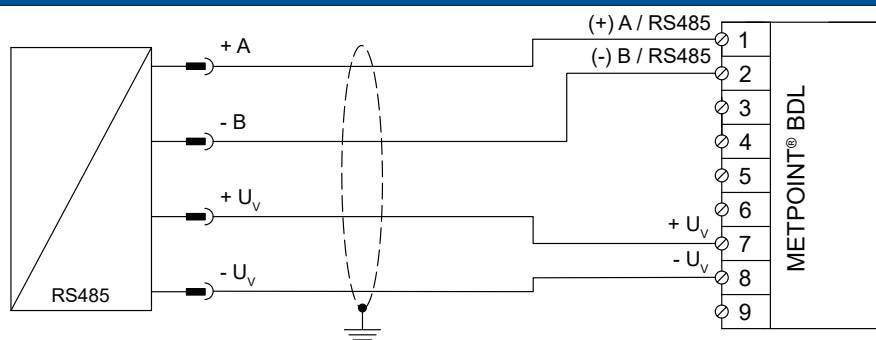 (+) A / RS485
+ A
(-) B / RS485
- B
+ Uv
+ Uv
- Uv
- Uv
RS485
1
2
3
4
5
6
7
8
9
METPOINT® BDL